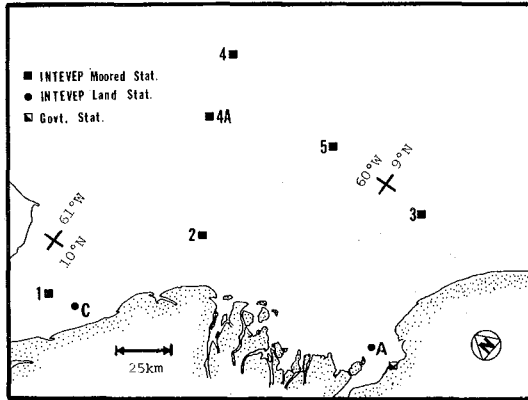 4
■ INTEVEP Moored Stat.
● INTEVEP Land Stat.
Govt. Stat.
4A
5
60°W
9°N
3
61°W
10°N
2
1
C
A
25km
N